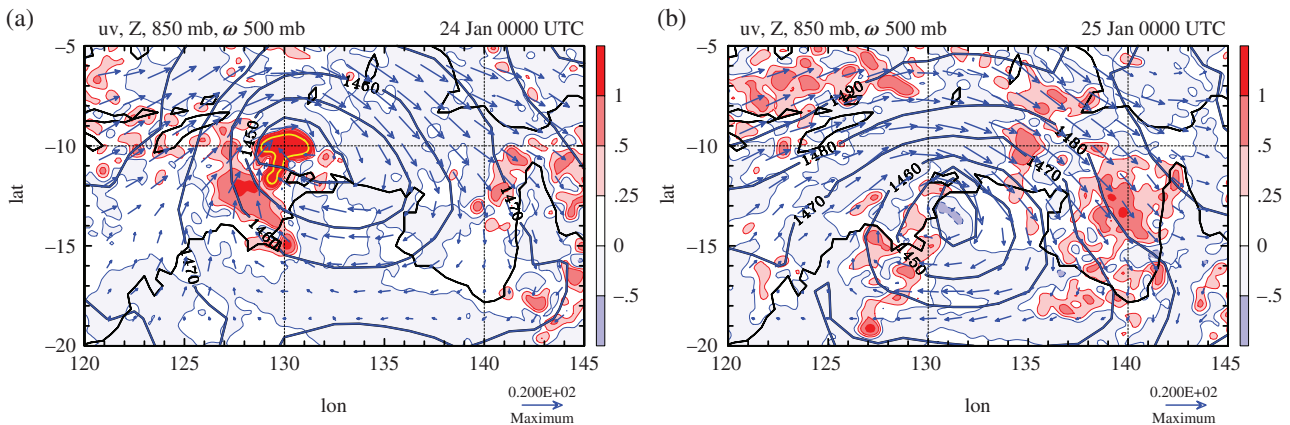 (a)
uv, Z, 850 mb, ω 500 mb 24 Jan 0000 UTC
−5
−10
−15
−20
lat
120 125 130 135 140 145
lon
1460
1450
1460
1470
1470
1
.5
.25
0
−.5
0.200E+02
Maximum
(b)
uv, Z, 850 mb, ω 500 mb 25 Jan 0000 UTC
−5
−10
−15
−20
lat
120 125 130 135 140 145
lon
1490
1480
1480
1470
1460
1470
1450
1
.5
.25
0
−.5
0.200E+02
Maximum